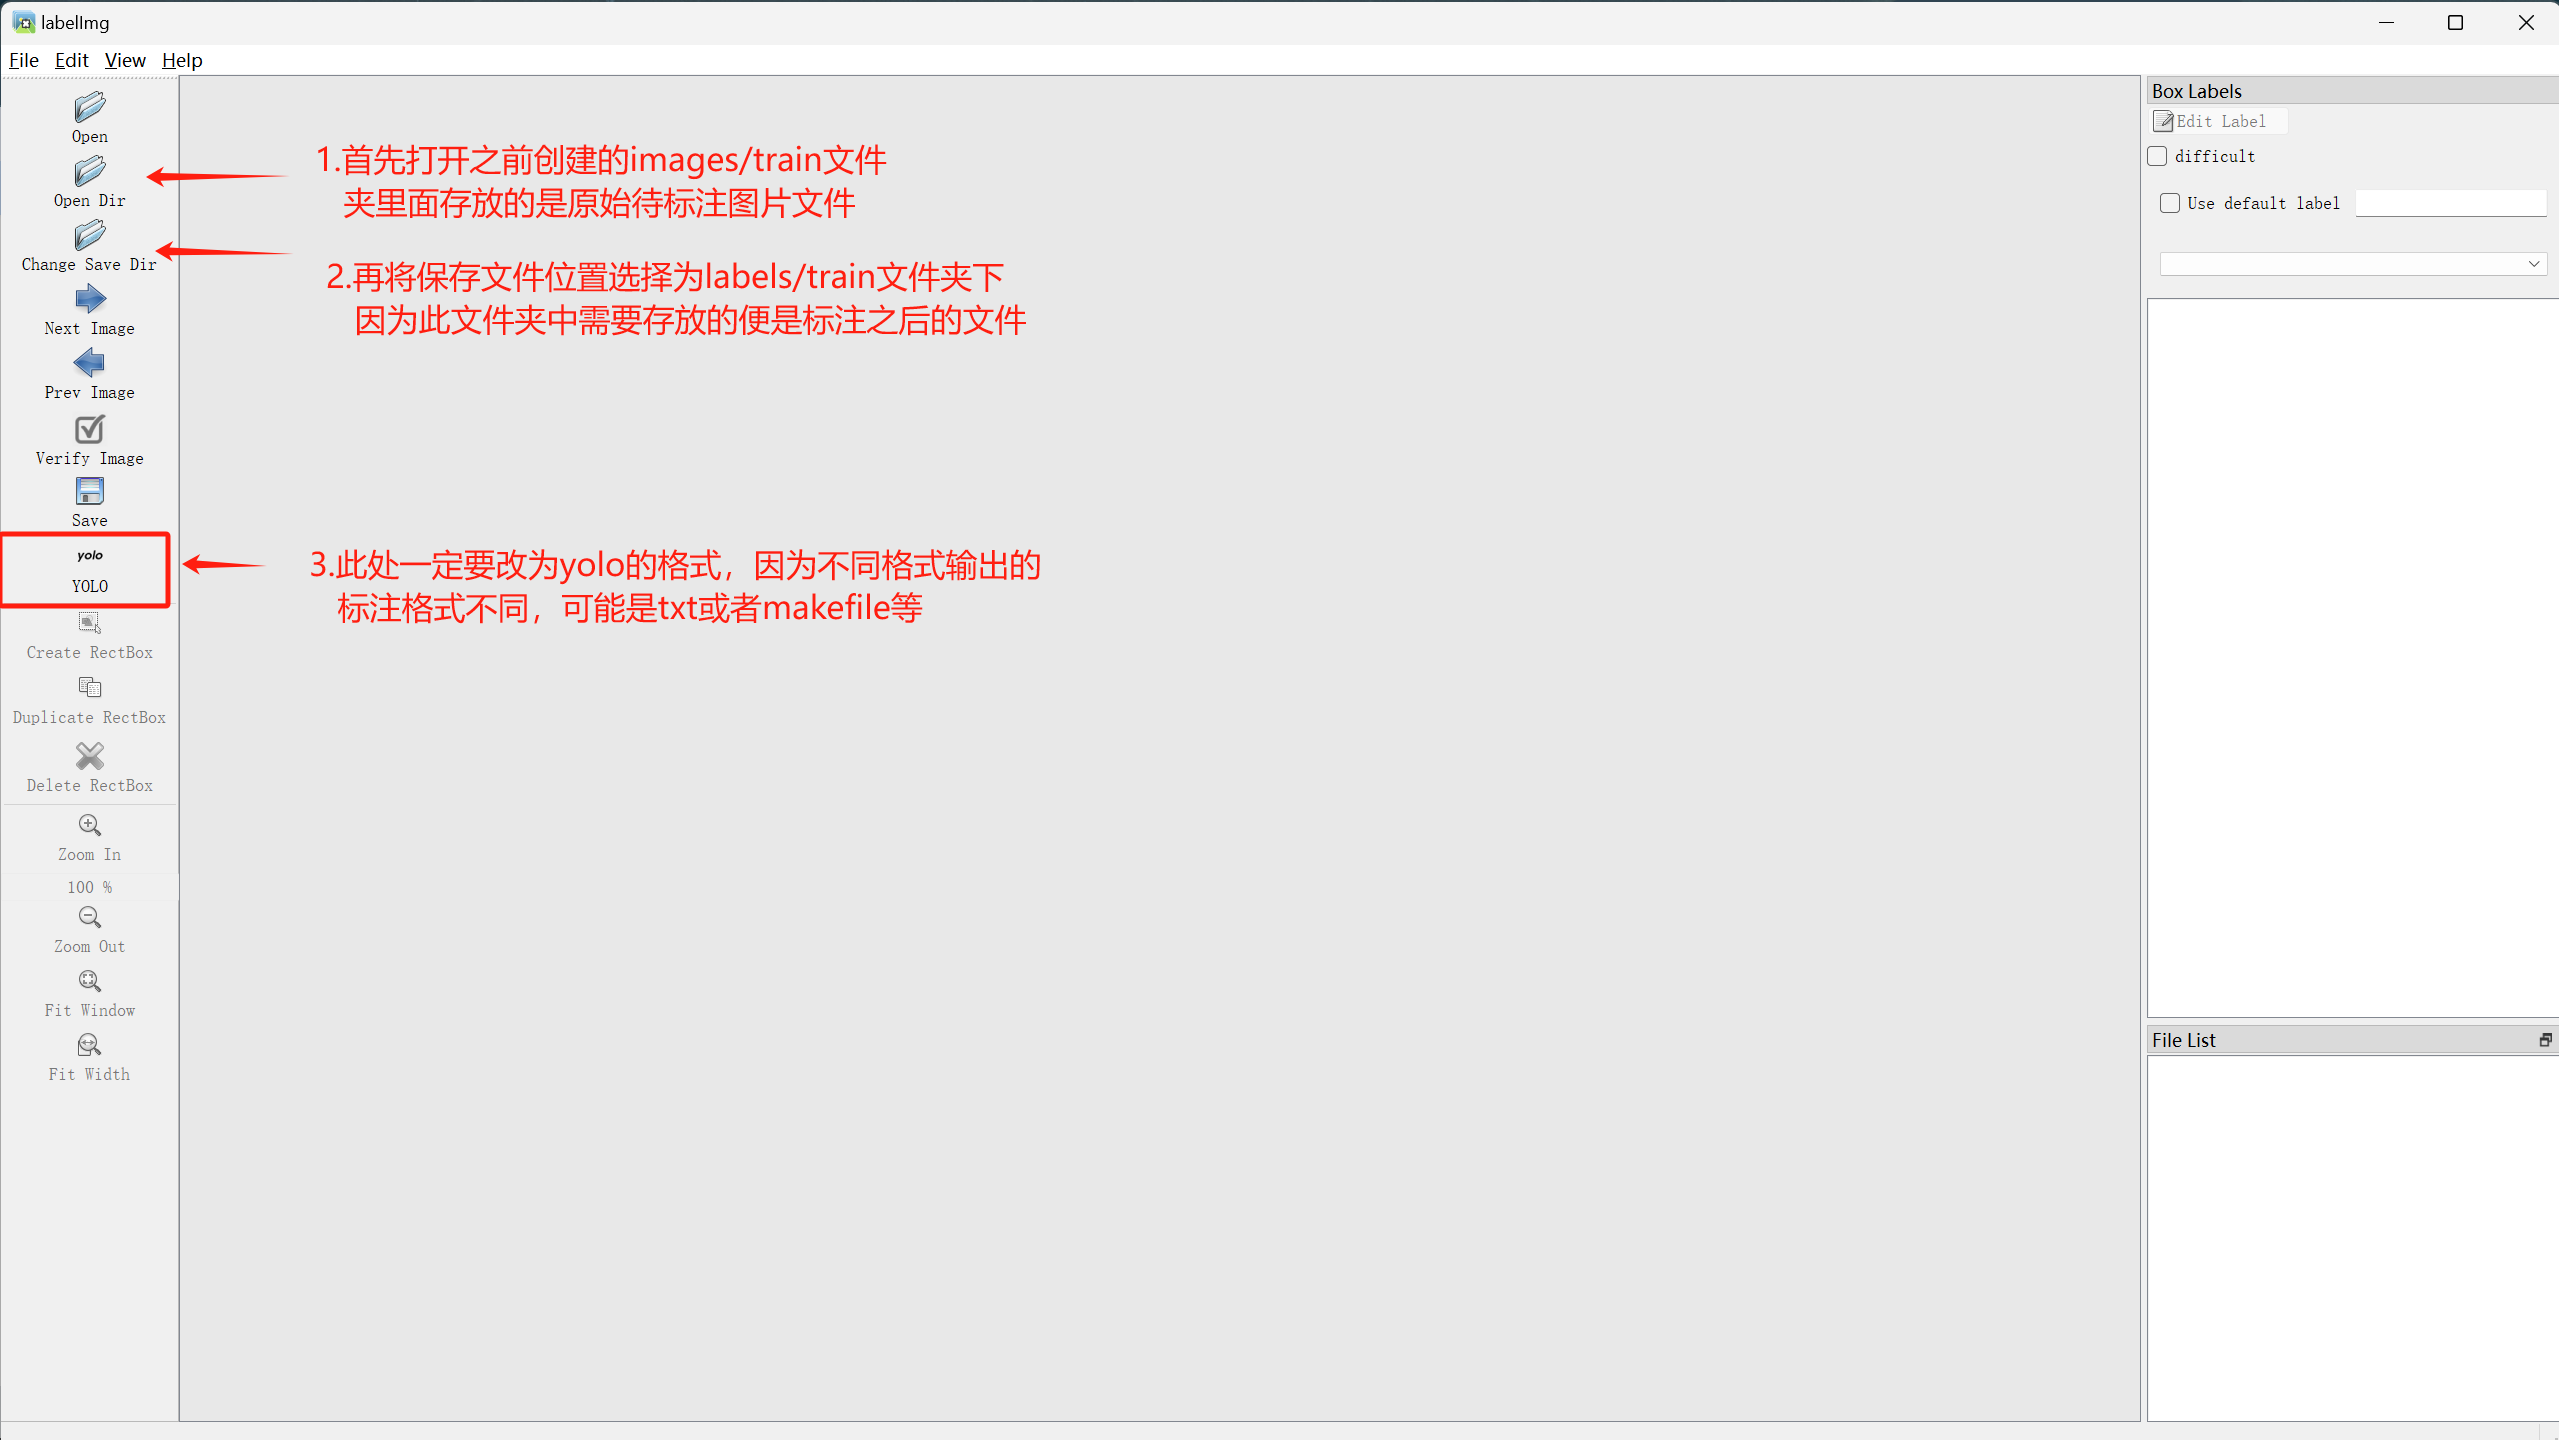 labelImg
File Edit View Help
Open
Open Dir
Change Save Dir
Next Image
Prev Image
Verify Image
Save
yolo
YOLO
Create RectBox
Duplicate RectBox
Delete RectBox
Zoom In
100 %
Zoom Out
Fit Window
Fit Width
1.首先打开之前创建的images/train文件
夹里面存放的是原始待标注图片文件
2.再将保存文件位置选择为labels/train文件夹下
因为此文件夹中需要存放的便是标注之后的文件
3.此处一定要改为yolo的格式，因为不同格式输出的
标注格式不同，可能是txt或者makefile等
Box Labels
Edit Label
difficult
Use default label
File List